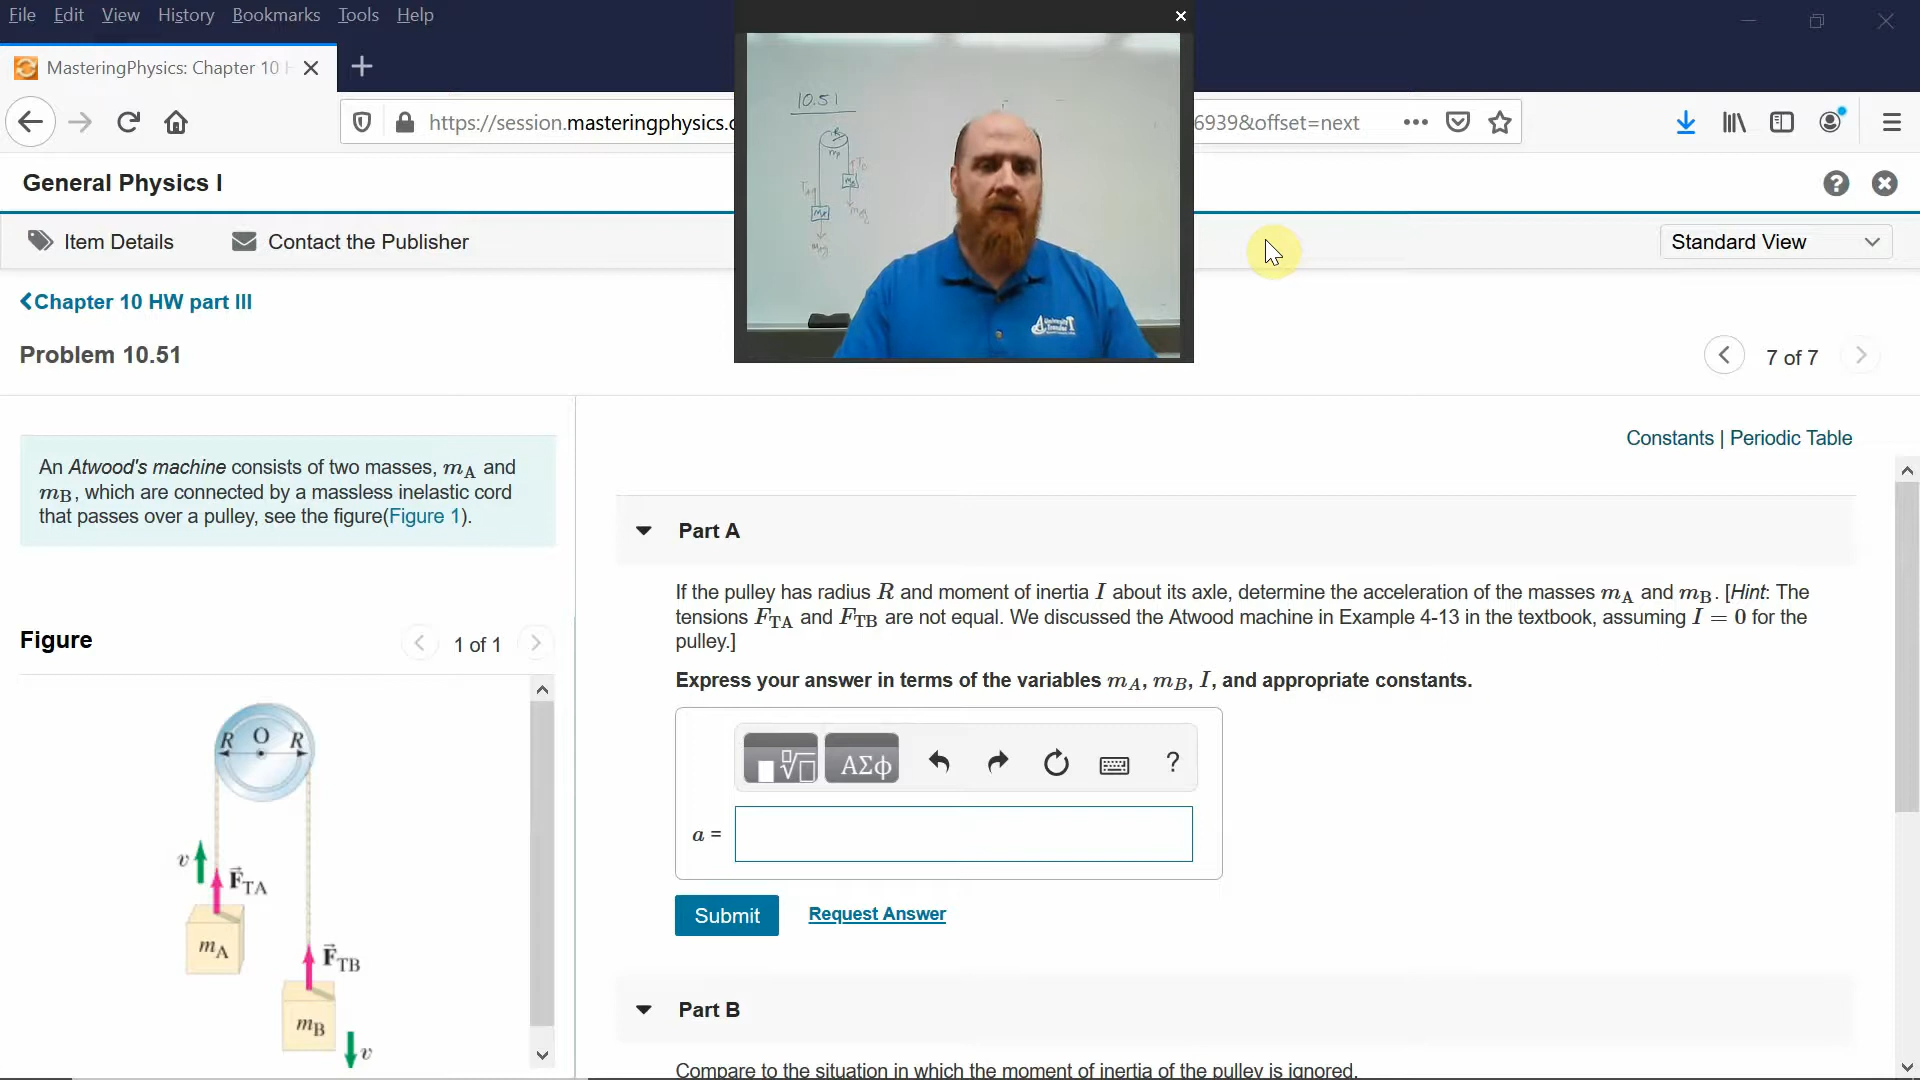 File Edit View History Bookmarks Tools Help
MasteringPhysics: Chapter 10 H
https://session.masteringphysics.c
6939&offset=next
General Physics I
Item Details
Contact the Publisher
Standard View
Chapter 10 HW part III
Problem 10.51
7 of 7
10.51
R
University Transfer
Constants | Periodic Table
An Atwood's machine consists of two masses, mA and
mB, which are connected by a massless inelastic cord
that passes over a pulley, see the figure(Figure 1).
Figure
1 of 1
R O R
v
FTA
mA
FTB
mB
v
Part A
If the pulley has radius R and moment of inertia I about its axle, determine the acceleration of the masses mA and mB. [Hint: The
tensions FTA and FTB are not equal. We discussed the Atwood machine in Example 4-13 in the textbook, assuming I = 0 for the
pulley.]
Express your answer in terms of the variables mA, mB, I, and appropriate constants.
ΑΣϕ
?
a =
Submit
Request Answer
Part B
Compare to the situation in which the moment of inertia of the pulley is ignored.